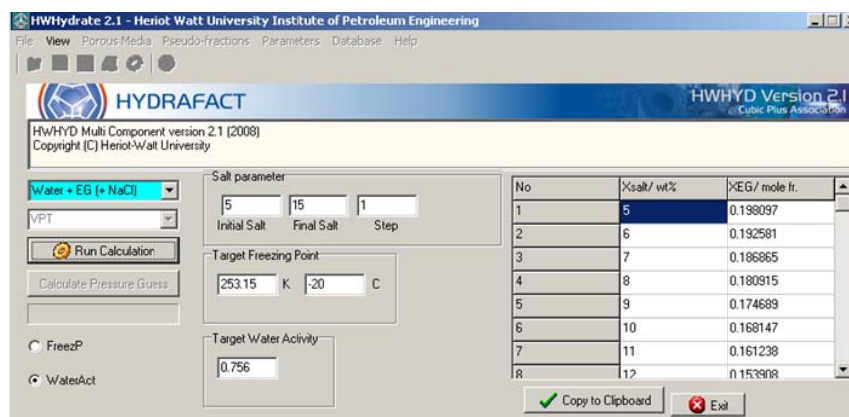 HWHydrate 2.1 - Heriot Watt University Institute of Petroleum Engineering
File View Porous Media Pseudo-fractions Parameters Database Help
HYDRAFACT
HWHYD Version 2.1
Cubic Plus Association
HWHYD Multi Component version 2.1 (2008)
Copyright (C) Heriot-Watt University
Water + EG (+ NaCl)
VPT
Run Calculation
Calculate Pressure Guess
FreezP
WaterAct
Salt parameter
5 15 1
Initial Salt Final Salt Step
Target Freezing Point
253.15 K -20 C
Target Water Activity
0.756
No Xsalt/ wt% XEG/ mole fr.
1 5 0.198097
2 6 0.192581
3 7 0.186865
4 8 0.180915
5 9 0.174689
6 10 0.168147
7 11 0.161238
8 12 0.153908
Copy to Clipboard Exit